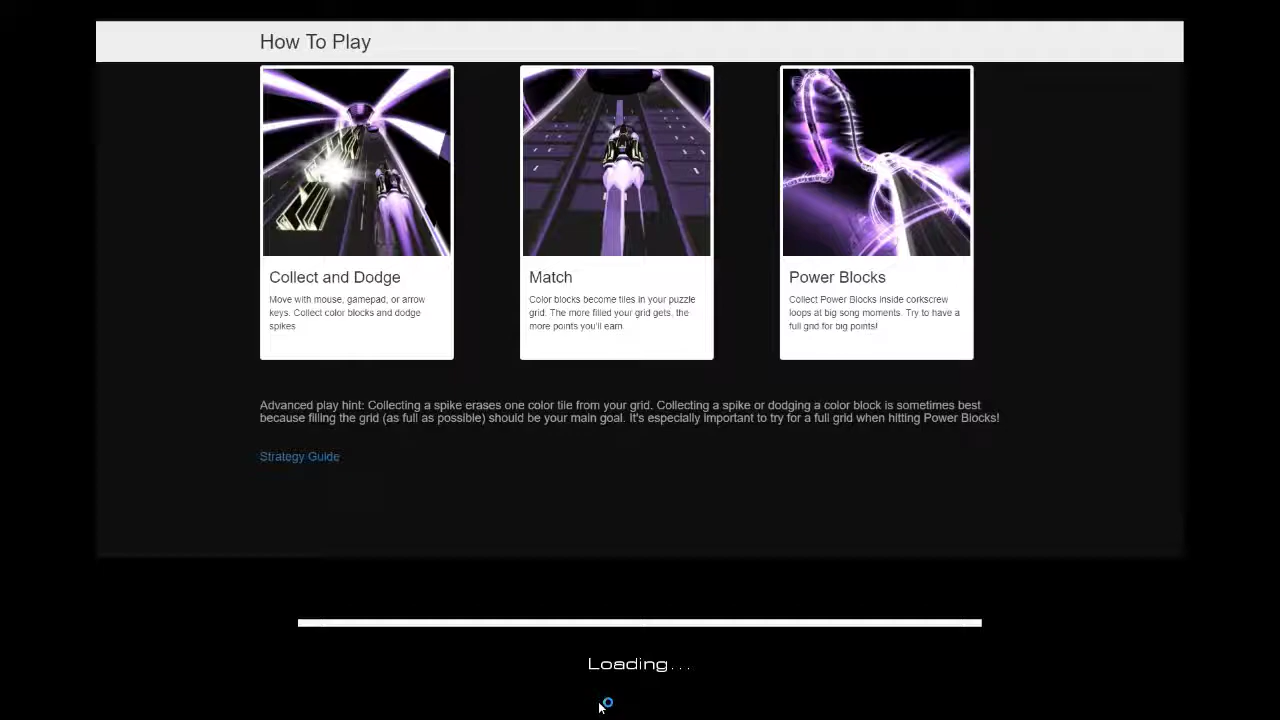 How To Play
Collect and Dodge
Move with mouse, gamepad, or arrow
keys. Collect color blocks and dodge
spikes
Match
Color blocks become tiles in your puzzle
grid. The more filled your grid gets, the
more points you'll earn.
Power Blocks
Collect Power Blocks inside corkscrew
loops at big song moments. Try to have a
full grid for big points!
Advanced play hint: Collecting a spike erases one color tile from your grid. Collecting a spike or dodging a color block is sometimes best
because filling the grid (as full as possible) should be your main goal. It's especially important to try for a full grid when hitting Power Blocks!
Strategy Guide
Loading...